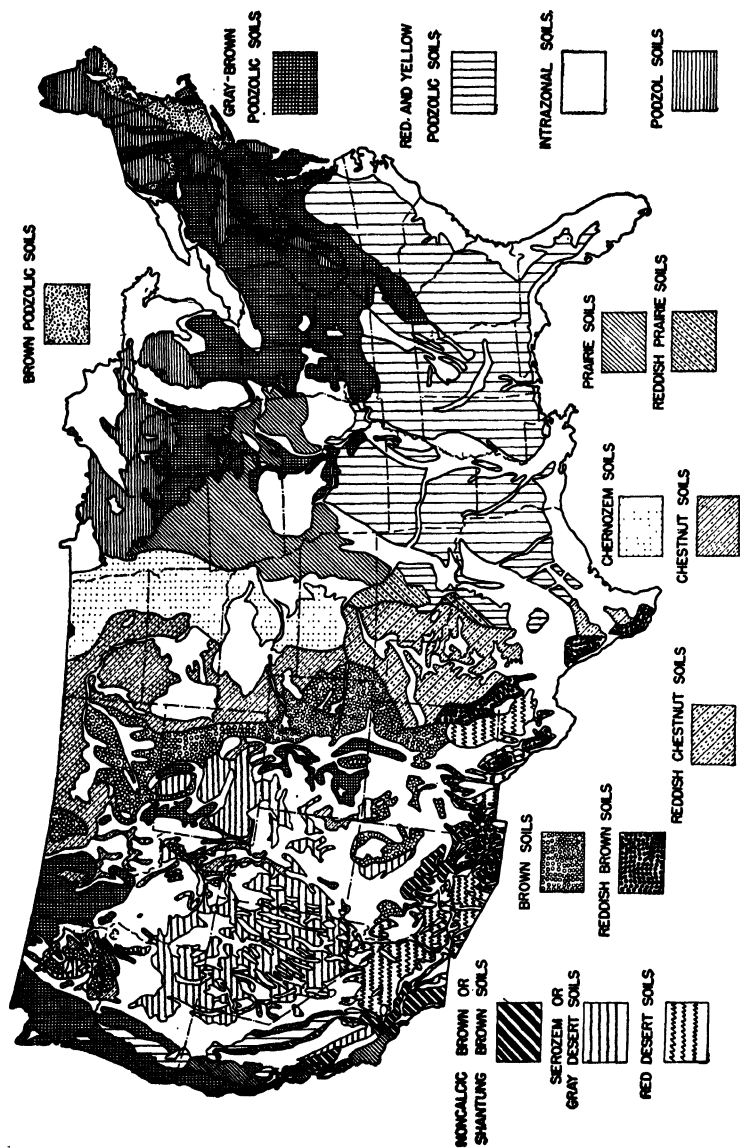 BROWN PODZOLIC SOILS
GRAY-BROWN
PODZOLIC SOILS
RED. AND YELLOW
PODZOLIC SOILS
INTRAZONAL SOILS.
PODZOL SOILS
PRAIRIE SOILS
REDDISH PRAIRIE SOILS
CHERNOZEM SOILS
CHESTNUT SOILS
REDDISH CHESTNUT SOILS
BROWN SOILS
REDDISH BROWN SOILS
NONCALCIC BROWN OR
SHANTUNG BROWN SOILS
SIEROZEM OR
GRAY DESERT SOILS
RED DESERT SOILS